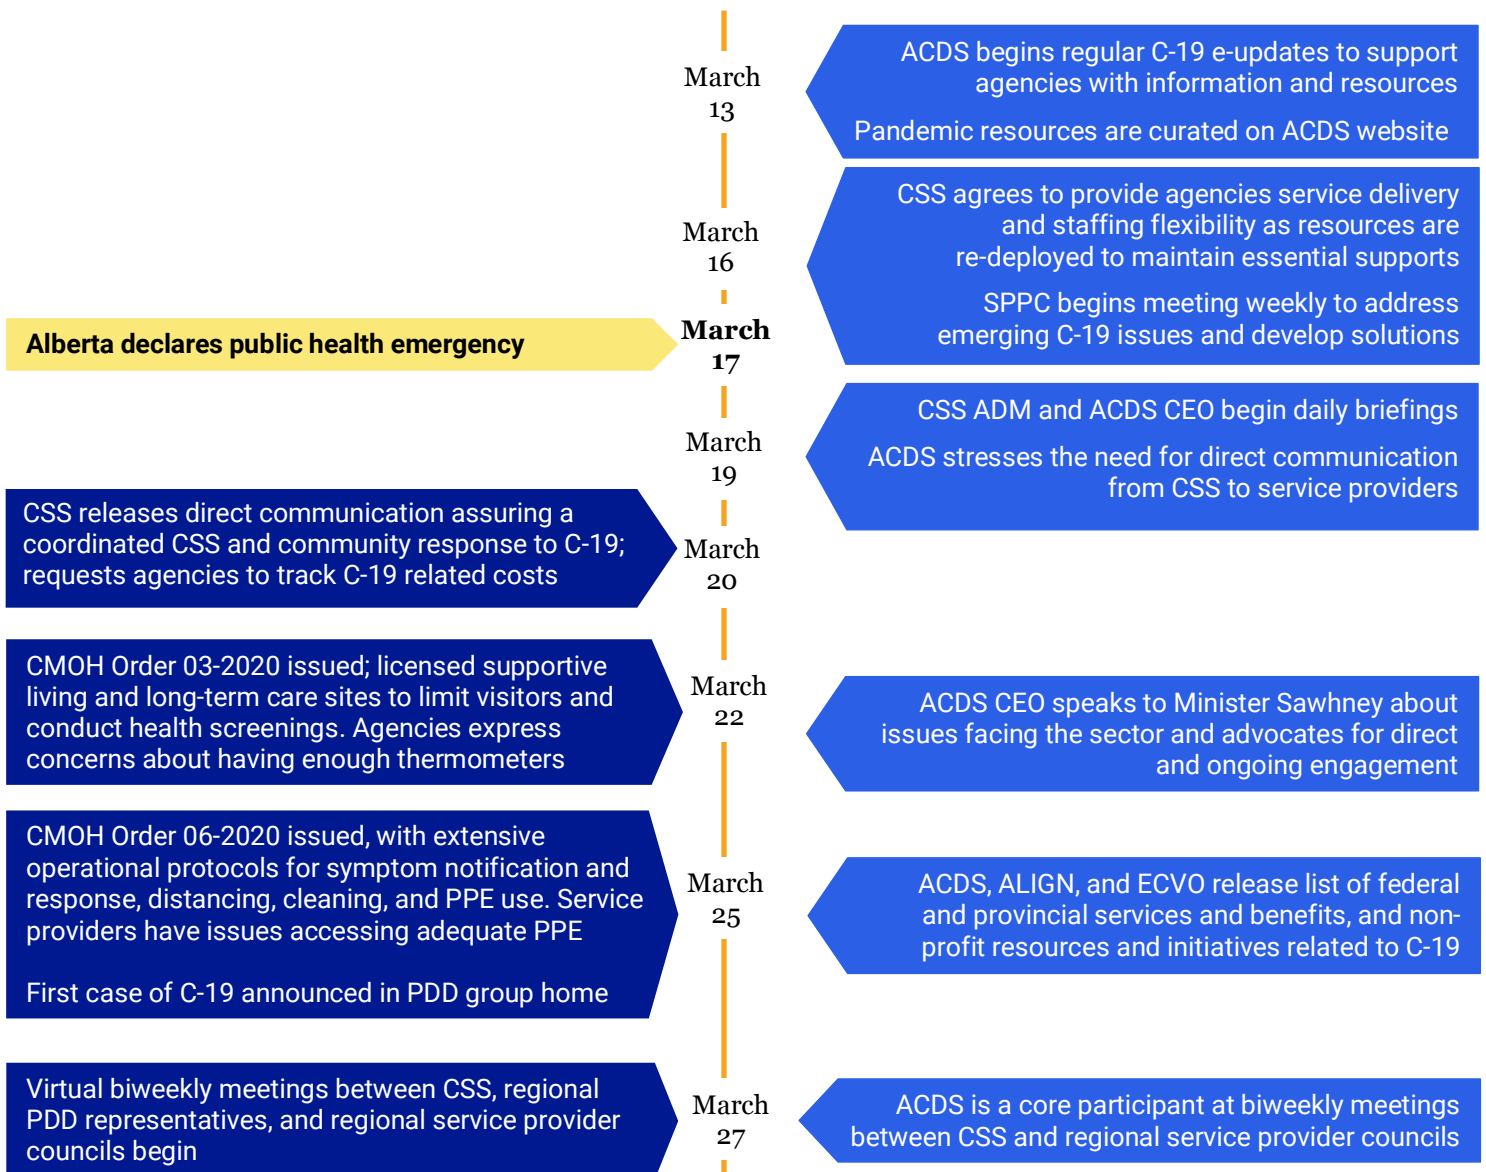 March
13
ACDS begins regular C-19 e-updates to support
agencies with information and resources
Pandemic resources are curated on ACDS website
March
16
CSS agrees to provide agencies service delivery
and staffing flexibility as resources are
re-deployed to maintain essential supports
SPPC begins meeting weekly to address
emerging C-19 issues and develop solutions
Alberta declares public health emergency
March
17
March
19
CSS ADM and ACDS CEO begin daily briefings
ACDS stresses the need for direct communication
from CSS to service providers
CSS releases direct communication assuring a
coordinated CSS and community response to C-19;
requests agencies to track C-19 related costs
March
20
CMOH Order 03-2020 issued; licensed supportive
living and long-term care sites to limit visitors and
conduct health screenings. Agencies express
concerns about having enough thermometers
March
22
ACDS CEO speaks to Minister Sawhney about
issues facing the sector and advocates for direct
and ongoing engagement
CMOH Order 06-2020 issued, with extensive
operational protocols for symptom notification and
response, distancing, cleaning, and PPE use. Service
providers have issues accessing adequate PPE
First case of C-19 announced in PDD group home
March
25
ACDS, ALIGN, and ECVO release list of federal
and provincial services and benefits, and non-
profit resources and initiatives related to C-19
Virtual biweekly meetings between CSS, regional
PDD representatives, and regional service provider
councils begin
March
27
ACDS is a core participant at biweekly meetings
between CSS and regional service provider councils